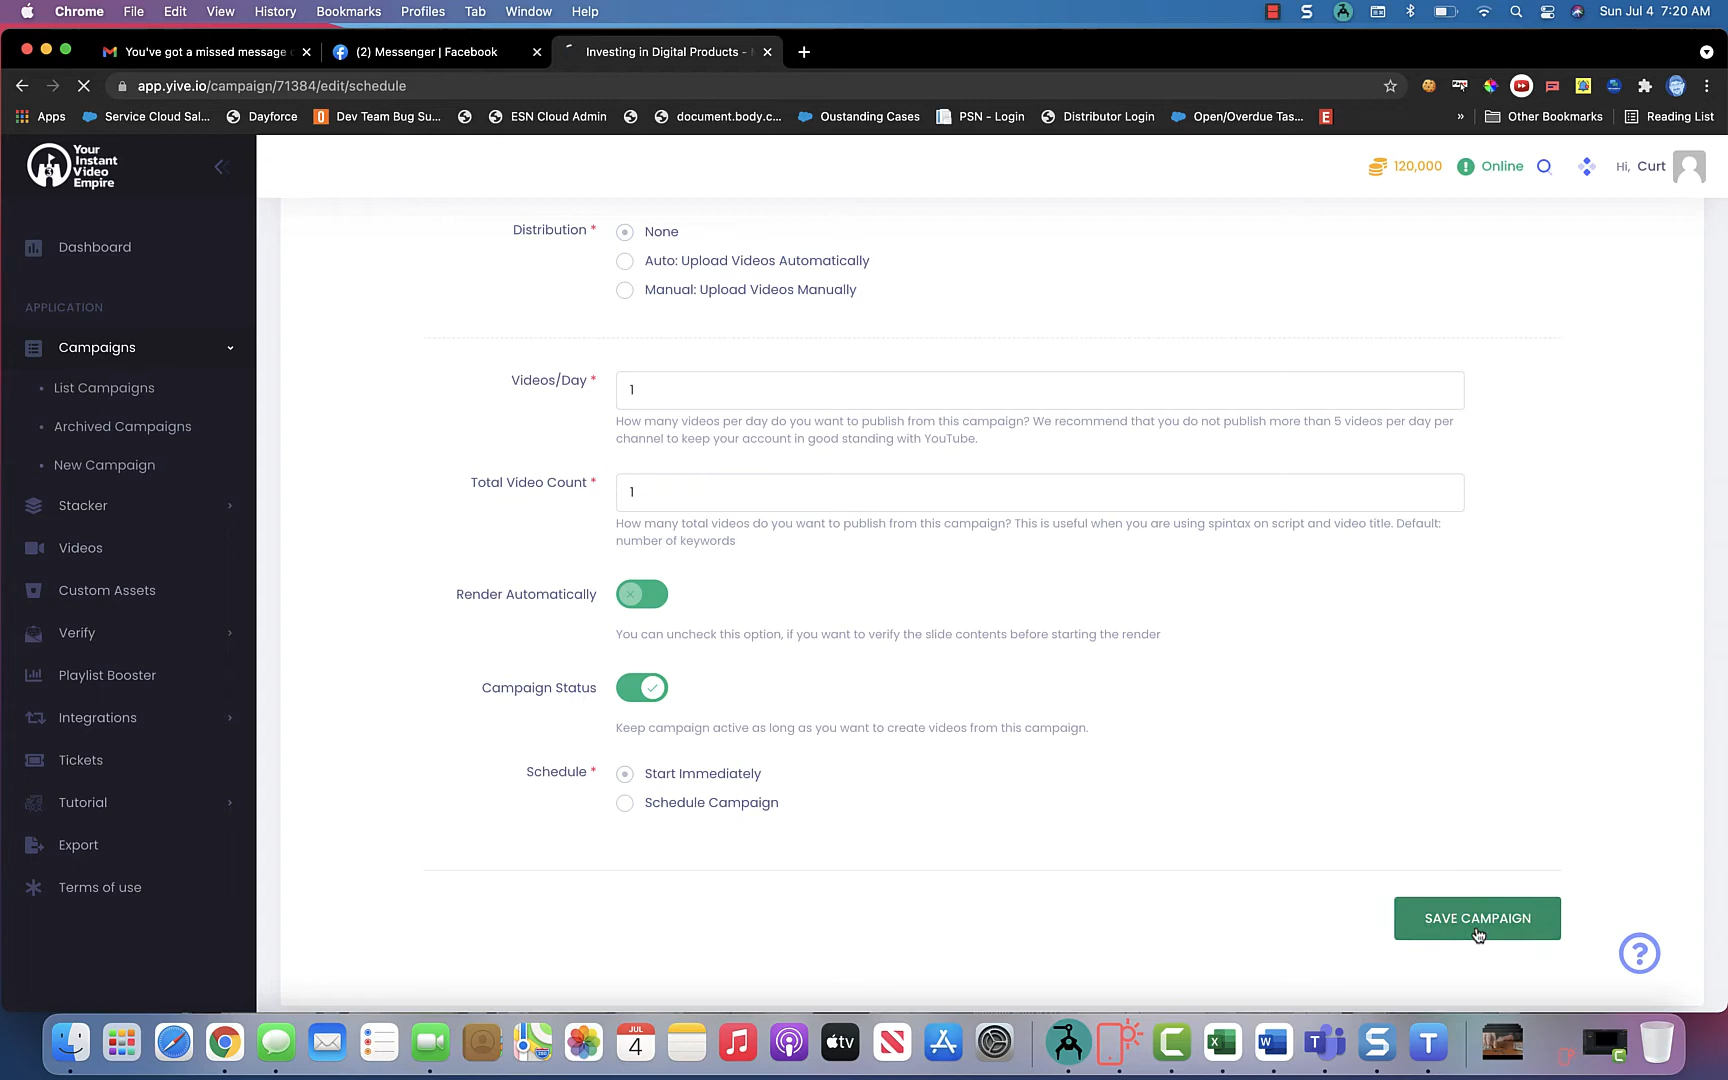 Chrome File Edit View History Bookmarks Profiles Tab Window Help
Sun Jul 4 7:20 AM
You've got a missed message
(2) Messenger | Facebook
Investing in Digital Products -
app.yive.io/campaign/71384/edit/schedule
Apps
Service Cloud Sal...
Dayforce
Dev Team Bug Su...
ESN Cloud Admin
document.body.c...
Oustanding Cases
PSN - Login
Distributor Login
Open/Overdue Tas...
E
»
Other Bookmarks
Reading List
Your
Instant
Video
Empire
120,000
Online
Hi, Curt
Dashboard
APPLICATION
Campaigns
List Campaigns
Archived Campaigns
New Campaign
Stacker
Videos
Custom Assets
Verify
Playlist Booster
Integrations
Tickets
Tutorial
Export
Terms of use
Distribution *
None
Auto: Upload Videos Automatically
Manual: Upload Videos Manually
Videos/Day *
1
How many videos per day do you want to publish from this campaign? We recommend that you do not publish more than 5 videos per day per
channel to keep your account in good standing with YouTube.
Total Video Count *
1
How many total videos do you want to publish from this campaign? This is useful when you are using spintax on script and video title. Default:
number of keywords
Render Automatically
You can uncheck this option, if you want to verify the slide contents before starting the render
Campaign Status
Keep campaign active as long as you want to create videos from this campaign.
Schedule *
Start Immediately
Schedule Campaign
SAVE CAMPAIGN
?
JUL
4
tv